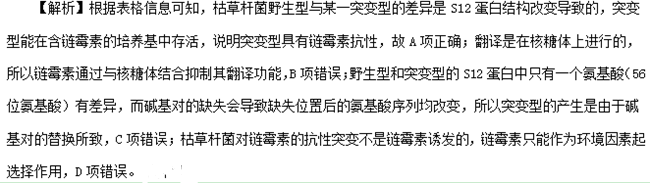 【解析】根据表格信息可知，枯草杆菌野生型与某一突变型的差异是 S12 蛋白结构改变导致的，突变
型能在含链霉素的培养基中存活，说明突变型具有链霉素抗性，故 A 项正确；翻译是在核糖体上进行的，
所以链霉素通过与核糖体结合抑制其翻译功能，B 项错误；野生型和突变型的 S12 蛋白中只有一个氨基酸（56
位氨基酸）有差异，而碱基对的缺失会导致缺失位置后的氨基酸序列均改变，所以突变型的产生是由于碱
基对的替换所致，C 项错误；枯草杆菌对链霉素的抗性突变不是链霉素诱发的，链霉素只能作为环境因素起
选择作用，D 项错误。